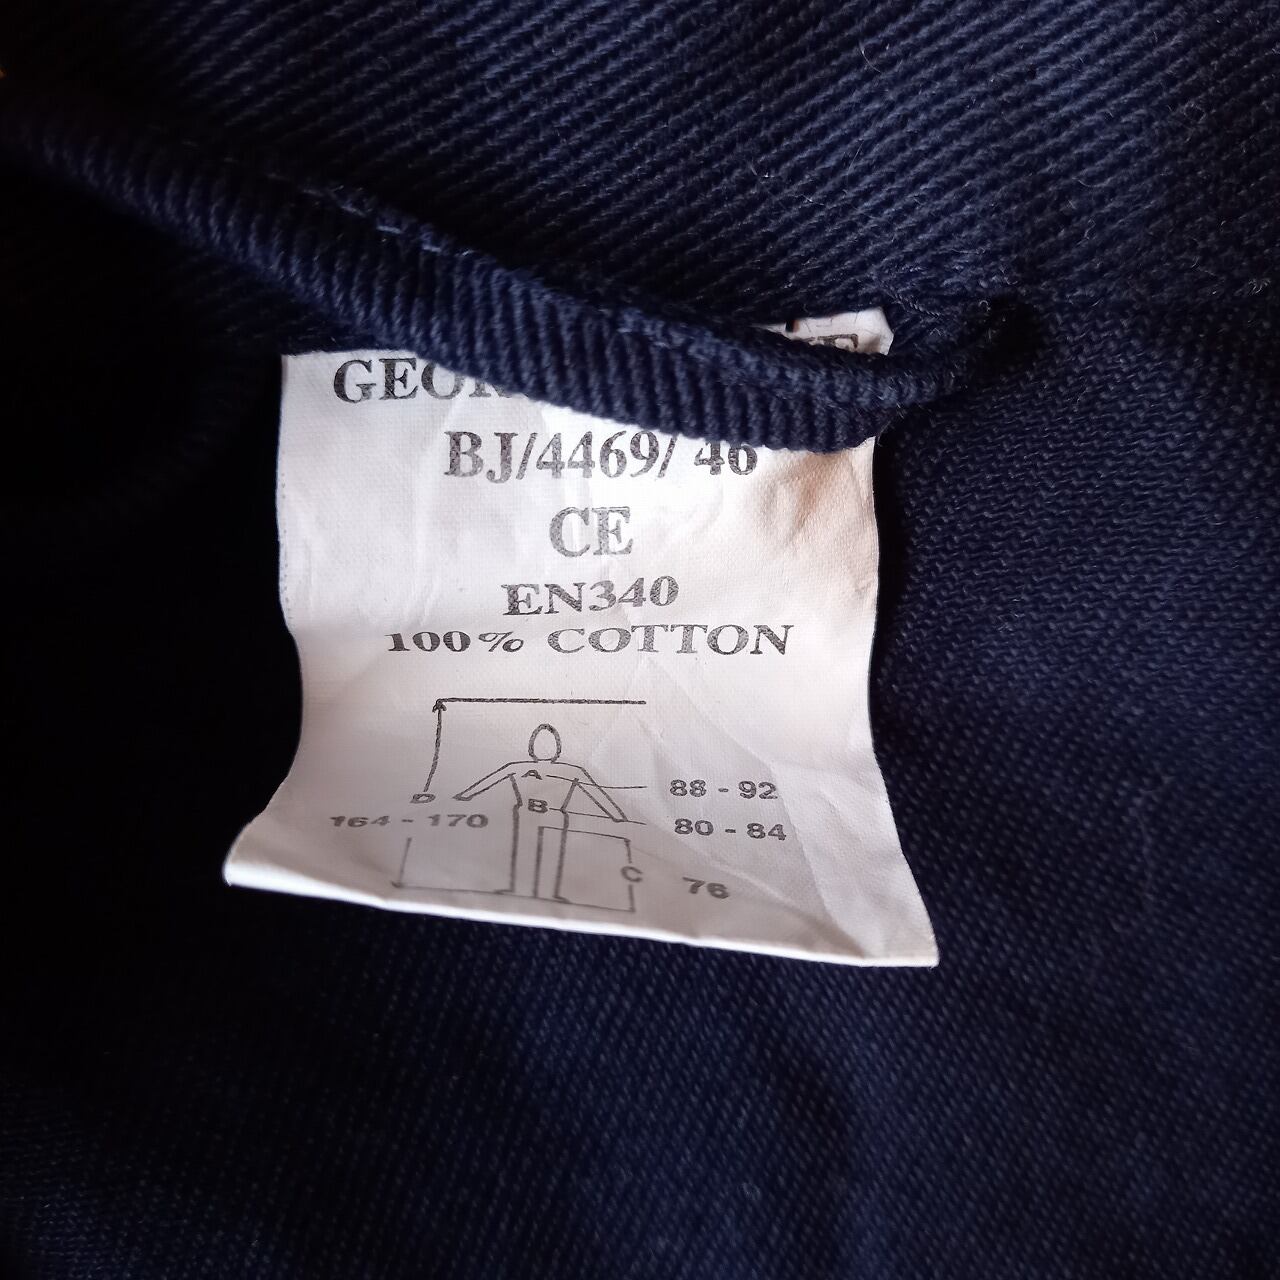 BJ/4469/ 46
CE
EN340
100% COTTON
A
88 - 92
D
B
164 - 170
80 - 84
C
76